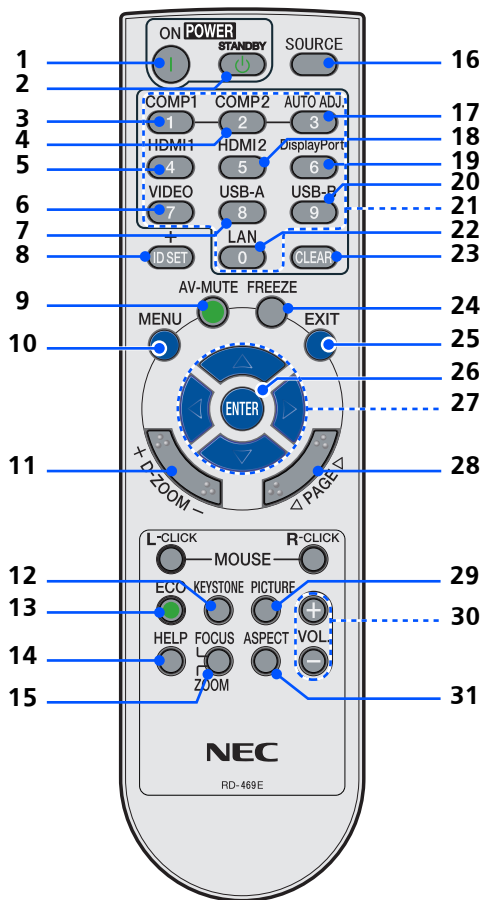 ON POWER
STANDBY
SOURCE
1
2
16
COMP1 COMP2 AUTO ADJ.
3
1 2 3
17
4
18
HDMI1 HDMI2 DisplayPort
5
4 5 6
19
VIDEO USB-A USB-B
20
6
7 8 9
21
7
LAN
22
+
8
ID SET 0 CLEAR
23
9
AV-MUTE FREEZE
24
10
MENU EXIT
25
26
ENTER
27
11
+ D-ZOOM −
◁ PAGE ▷
28
L-CLICK R-CLICK
MOUSE
12
ECO KEYSTONE PICTURE
29
13
+
30
14
HELP FOCUS ASPECT VOL.
−
15
ZOOM
31
NEC
RD-469E